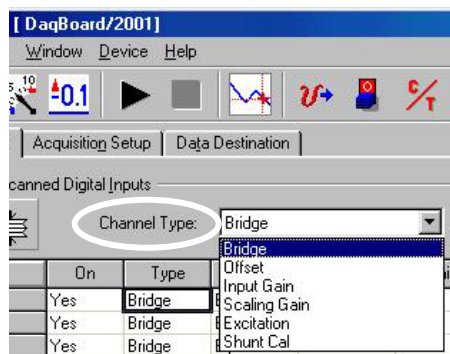 [ DaqBoard/2001]
Window Device Help
10
-0.1
C/T
Acquisition Setup Data Destination
canned Digital Inputs
Channel Type: Bridge
Bridge
Offset
Input Gain
Scaling Gain
Excitation
Shunt Cal
On Type
Yes Bridge
Yes Bridge
Yes Bridge